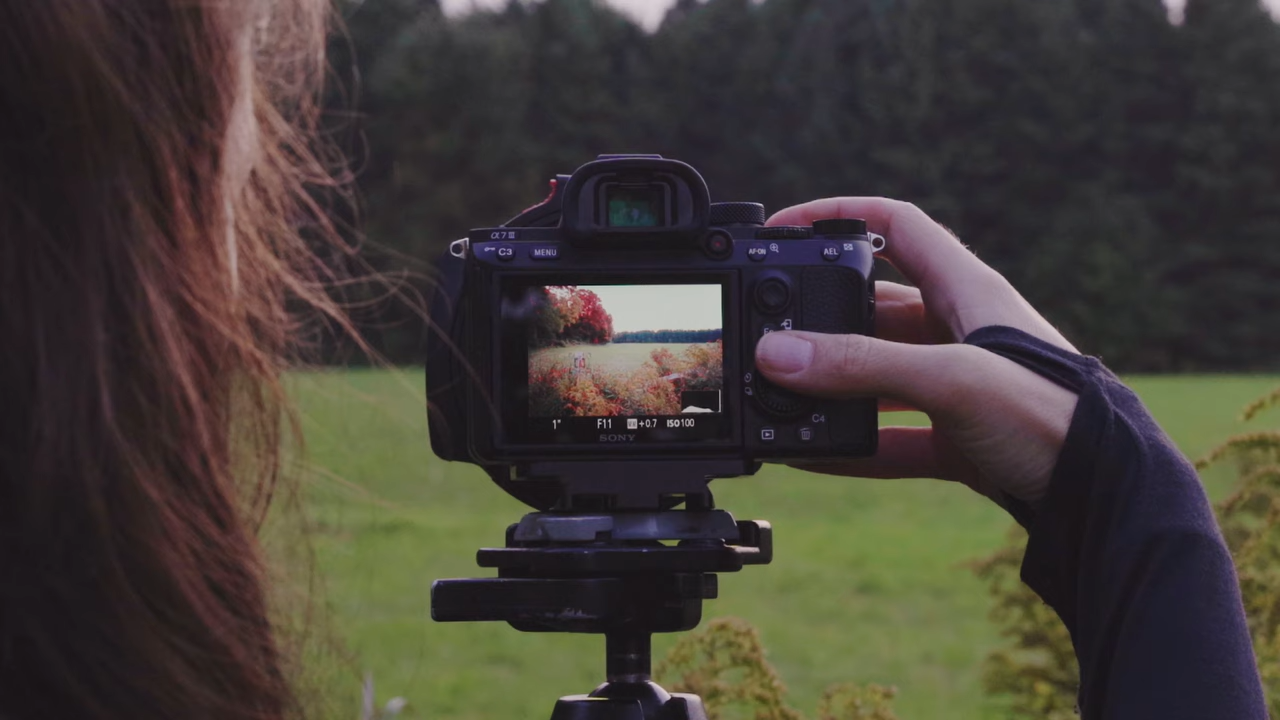 α7 III
C3
MENU
AF-ON
AEL
1" F11 +0.7 ISO100
SONY
C4